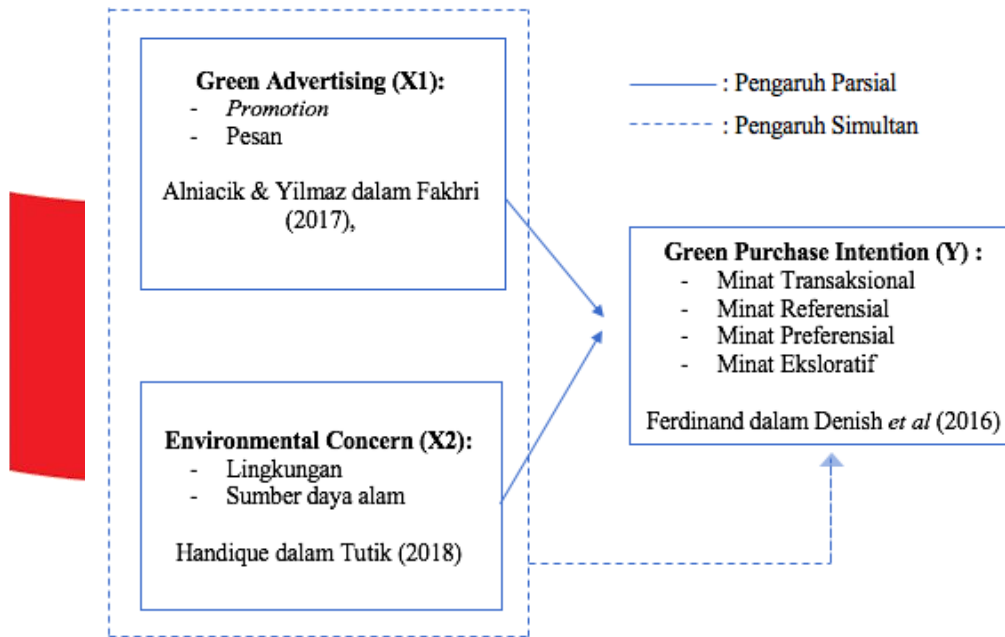 Green Advertising (X1):
- Promotion
- Pesan
Alniacik & Yilmaz dalam Fakhri
(2017),
Environmental Concern (X2):
- Lingkungan
- Sumber daya alam
Handique dalam Tutik (2018)
: Pengaruh Parsial
: Pengaruh Simultan
Green Purchase Intention (Y) :
- Minat Transaksional
- Minat Referensial
- Minat Preferensial
- Minat Eksloratif
Ferdinand dalam Denish et al (2016)